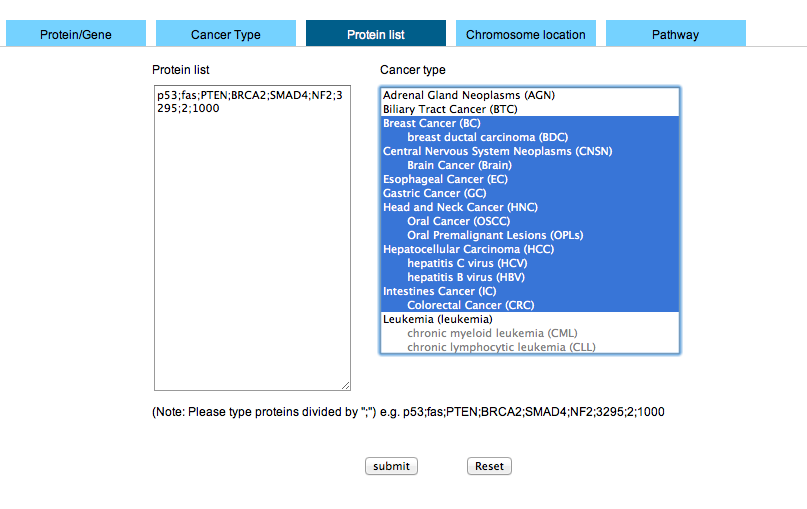 Protein/Gene
Cancer Type
Protein list
Chromosome location
Pathway
Protein list
Cancer type
p53;fas;PTEN;BRCA2;SMAD4;NF2;3
295;2;1000
Adrenal Gland Neoplasms (AGN)
Biliary Tract Cancer (BTC)
Breast Cancer (BC)
breast ductal carcinoma (BDC)
Central Nervous System Neoplasms (CNSN)
Brain Cancer (Brain)
Esophageal Cancer (EC)
Gastric Cancer (GC)
Head and Neck Cancer (HNC)
Oral Cancer (OSCC)
Oral Premalignant Lesions (OPLs)
Hepatocellular Carcinoma (HCC)
hepatitis C virus (HCV)
hepatitis B virus (HBV)
Intestines Cancer (IC)
Colorectal Cancer (CRC)
Leukemia (leukemia)
chronic myeloid leukemia (CML)
chronic lymphocytic leukemia (CLL)
(Note: Please type proteins divided by ";") e.g. p53;fas;PTEN;BRCA2;SMAD4;NF2;3295;2;1000
submit
Reset